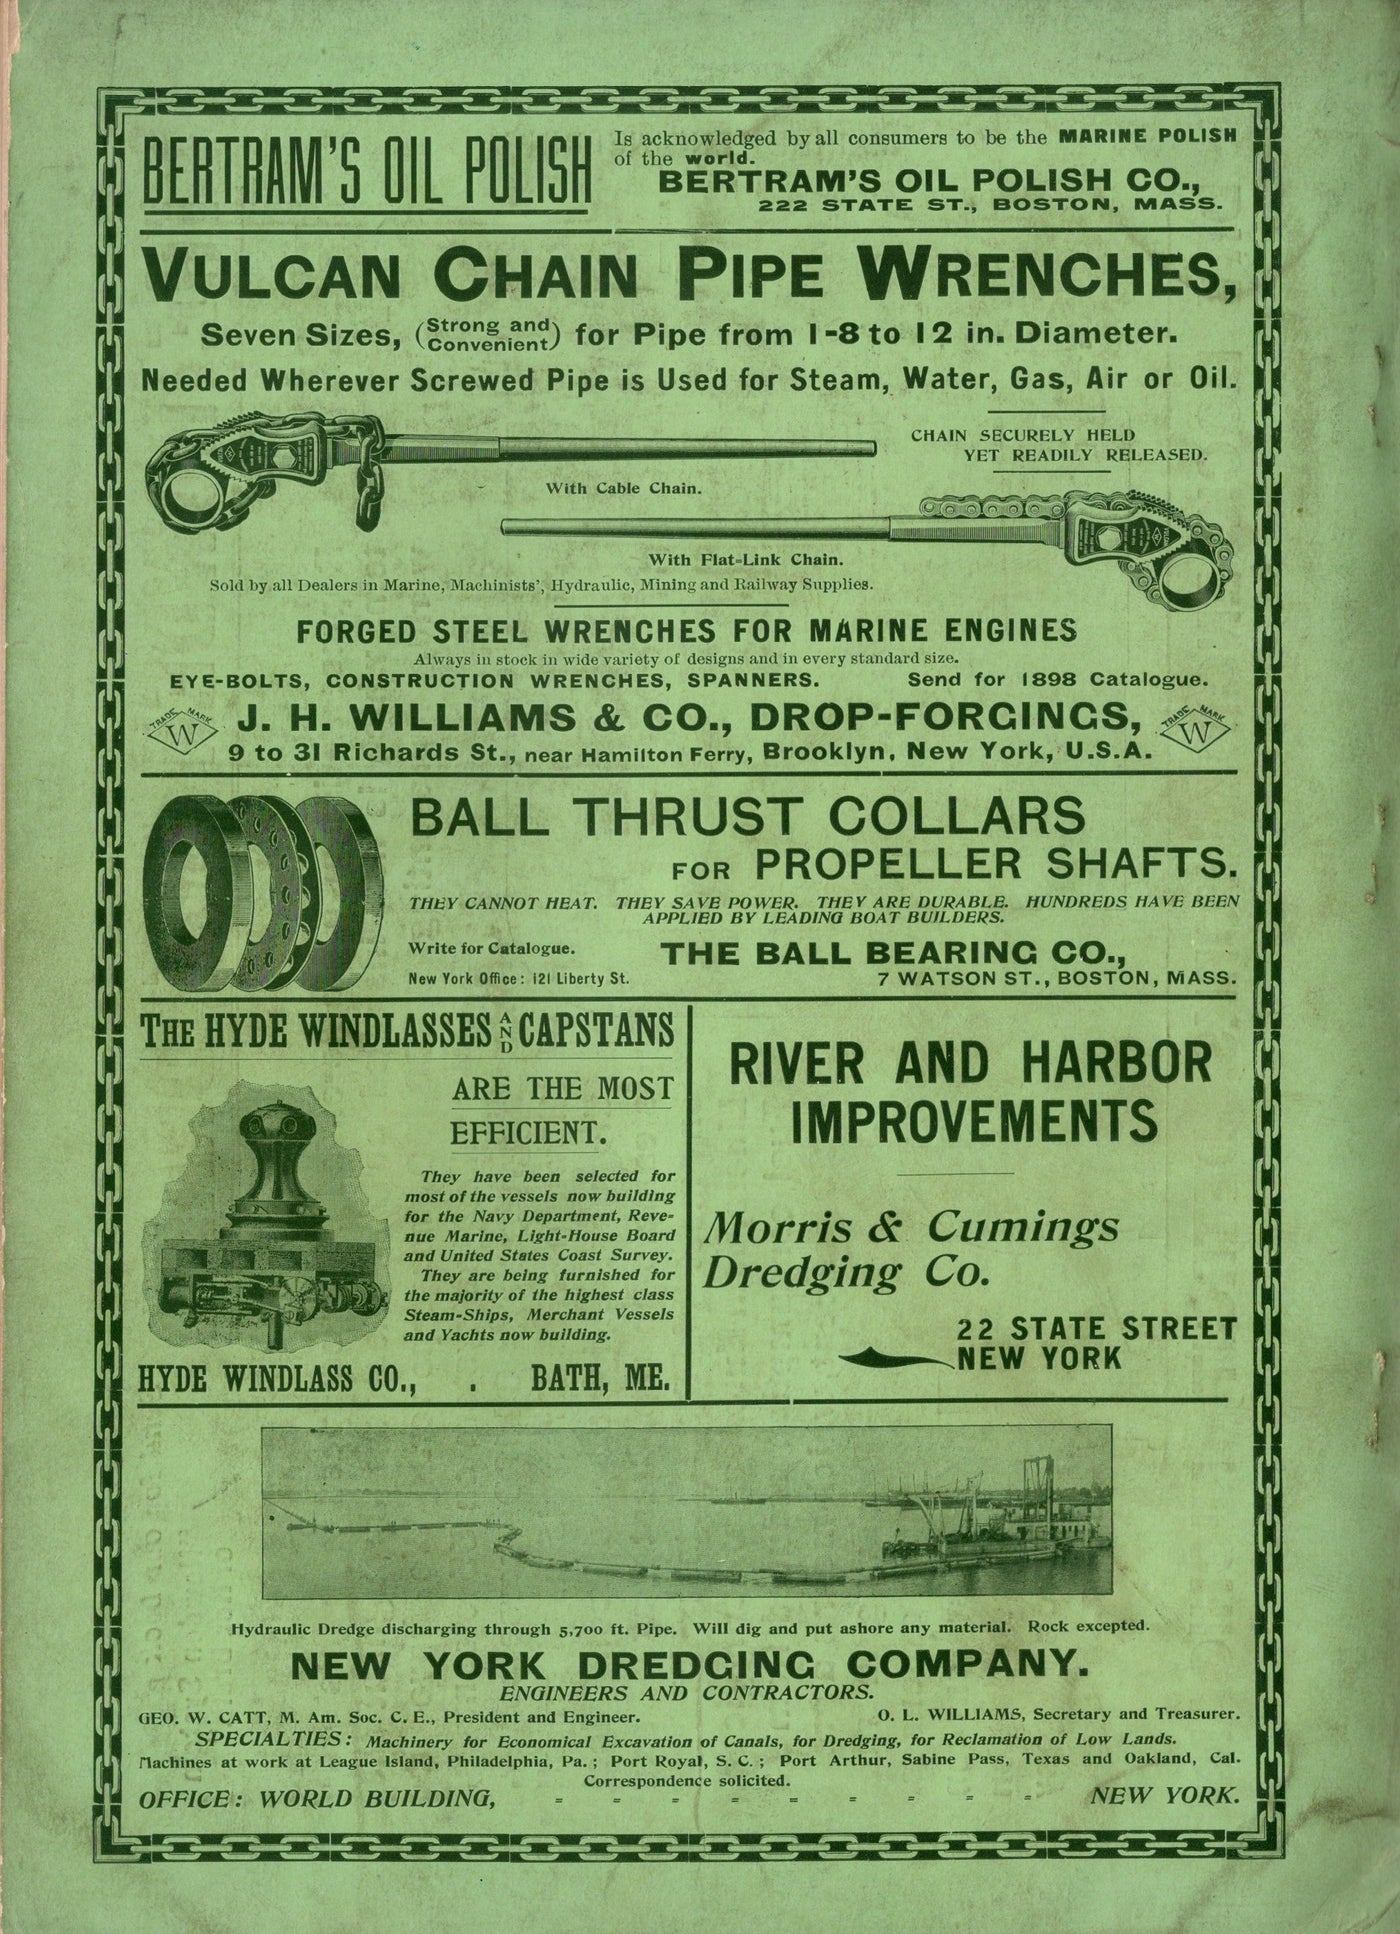 BERTRAM'S OIL POLISH
Is acknowledged by all consumers to be the MARINE POLISH
of the world.
BERTRAM'S OIL POLISH CO.,
222 STATE ST., BOSTON, MASS.
VULCAN CHAIN PIPE WRENCHES,
Seven Sizes, (Strong and Convenient) for Pipe from 1-8 to 12 in. Diameter.
Needed Wherever Screwed Pipe is Used for Steam, Water, Gas, Air or Oil.
CHAIN SECURELY HELD
YET READILY RELEASED.
With Cable Chain.
With Flat-Link Chain.
Sold by all Dealers in Marine, Machinists', Hydraulic, Mining and Railway Supplies.
FORGED STEEL WRENCHES FOR MARINE ENGINES
Always in stock in wide variety of designs and in every standard size.
EYE-BOLTS, CONSTRUCTION WRENCHES, SPANNERS. Send for 1898 Catalogue.
TRADE MARK
W
J. H. WILLIAMS & CO., DROP-FORGINGS,
TRADE MARK
W
9 to 31 Richards St., near Hamilton Ferry, Brooklyn, New York, U.S.A.
BALL THRUST COLLARS
FOR PROPELLER SHAFTS.
THEY CANNOT HEAT. THEY SAVE POWER. THEY ARE DURABLE. HUNDREDS HAVE BEEN
APPLIED BY LEADING BOAT BUILDERS.
Write for Catalogue. THE BALL BEARING CO.,
New York Office: 121 Liberty St. 7 WATSON ST., BOSTON, MASS.
THE HYDE WINDLASSES AND CAPSTANS
ARE THE MOST
EFFICIENT.
They have been selected for
most of the vessels now building
for the Navy Department, Reve-
nue Marine, Light-House Board
and United States Coast Survey.
They are being furnished for
the majority of the highest class
Steam-Ships, Merchant Vessels
and Yachts now building.
HYDE WINDLASS CO., . BATH, ME.
RIVER AND HARBOR
IMPROVEMENTS
Morris & Cumings
Dredging Co.
22 STATE STREET
NEW YORK
Hydraulic Dredge discharging through 5,700 ft. Pipe. Will dig and put ashore any material. Rock excepted.
NEW YORK DREDGING COMPANY.
ENGINEERS AND CONTRACTORS.
GEO. W. CATT, M. Am. Soc. C. E., President and Engineer. O. L. WILLIAMS, Secretary and Treasurer.
SPECIALTIES: Machinery for Economical Excavation of Canals, for Dredging, for Reclamation of Low Lands.
Machines at work at League Island, Philadelphia, Pa.; Port Royal, S. C.; Port Arthur, Sabine Pass, Texas and Oakland, Cal.
Correspondence solicited.
OFFICE: WORLD BUILDING, - - - - - - - - - NEW YORK.